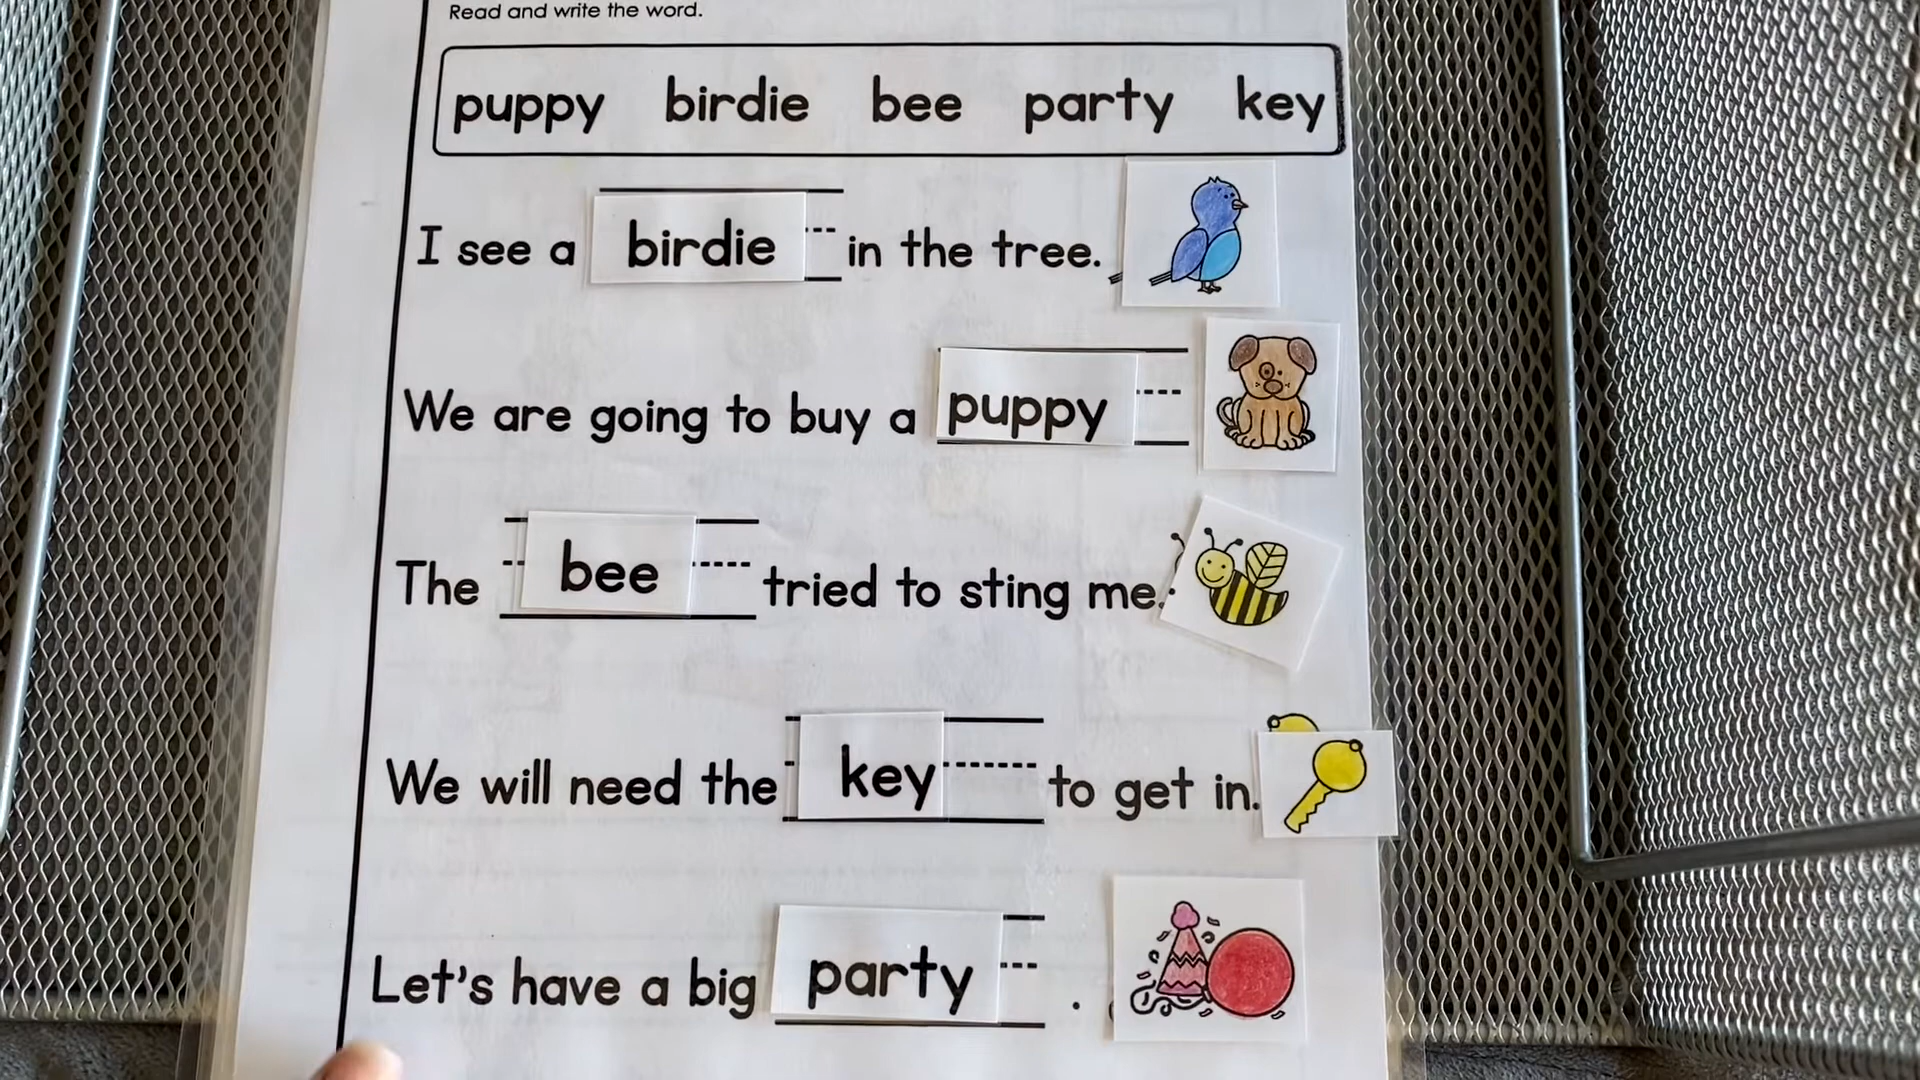 Read and write the word.
puppy birdie bee party key
I see a birdie in the tree.
We are going to buy a puppy
The bee tried to sting me.
We will need the key to get in.
Let's have a big party .